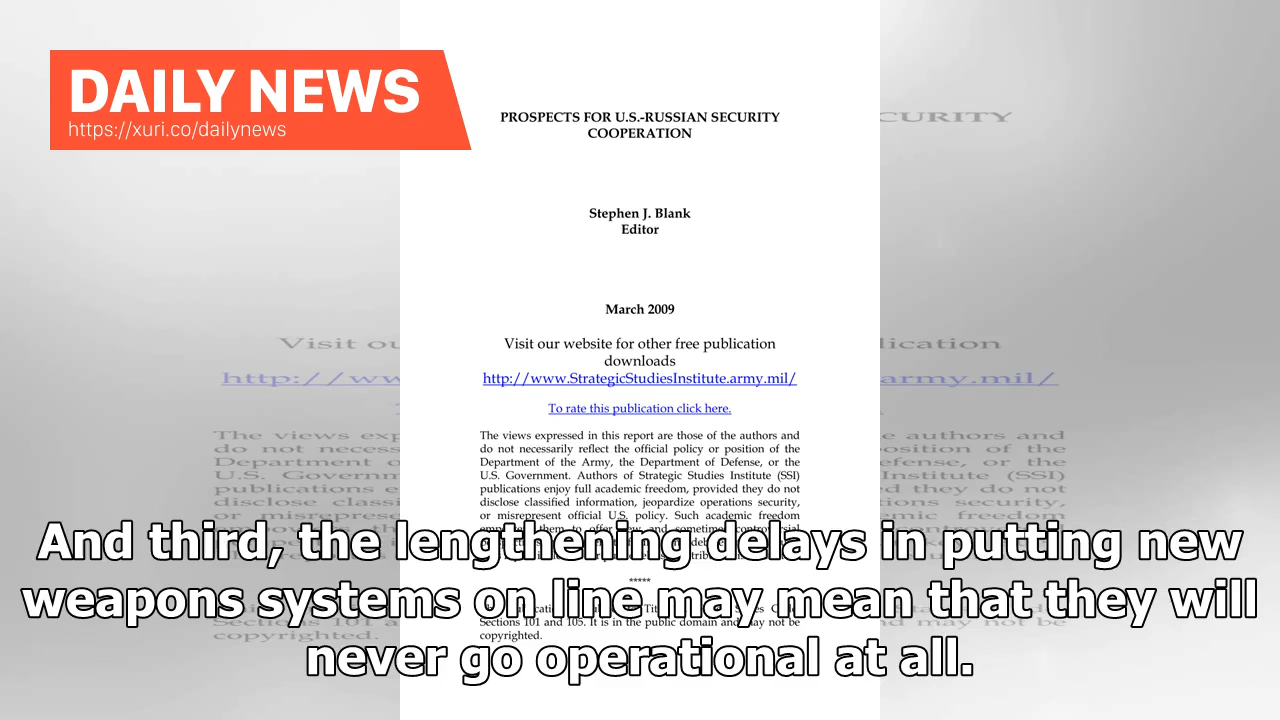 DAILY NEWS
https://xuri.co/dailynews
PROSPECTS FOR U.S.-RUSSIAN SECURITY
COOPERATION
Stephen J. Blank
Editor
March 2009
Visit our website for other free publication
downloads
http://www.StrategicStudiesInstitute.army.mil/
To rate this publication click here.
The views expressed in this report are those of the authors and
do not necessarily reflect the official policy or position of the
Department of the Army, the Department of Defense, or the
U.S. Government. Authors of Strategic Studies Institute (SSI)
publications enjoy full academic freedom, provided they do not
disclose classified information, jeopardize operations security,
or misrepresent official U.S. policy. Such academic freedom
*****
Sections 101 and 105. It is in the public domain and may not be
copyrighted.
And third, the lengthening delays in putting new
weapons systems on line may mean that they will
never go operational at all.